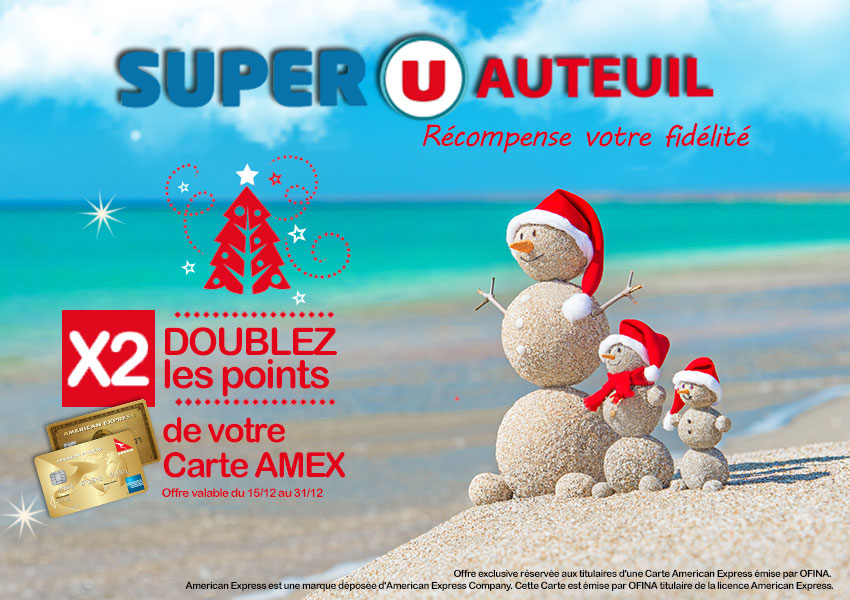 SUPER U AUTEUIL
Récompense votre fidélité
X2 DOUBLEZ
les points
de votre
Carte AMEX
Offre valable du 15/12 au 31/12
AMERICAN EXPRESS
Offre exclusive réservée aux titulaires d'une Carte American Express émise par OFINA.
American Express est une marque déposée d'American Express Company. Cette Carte est émise par OFINA titulaire de la licence American Express.